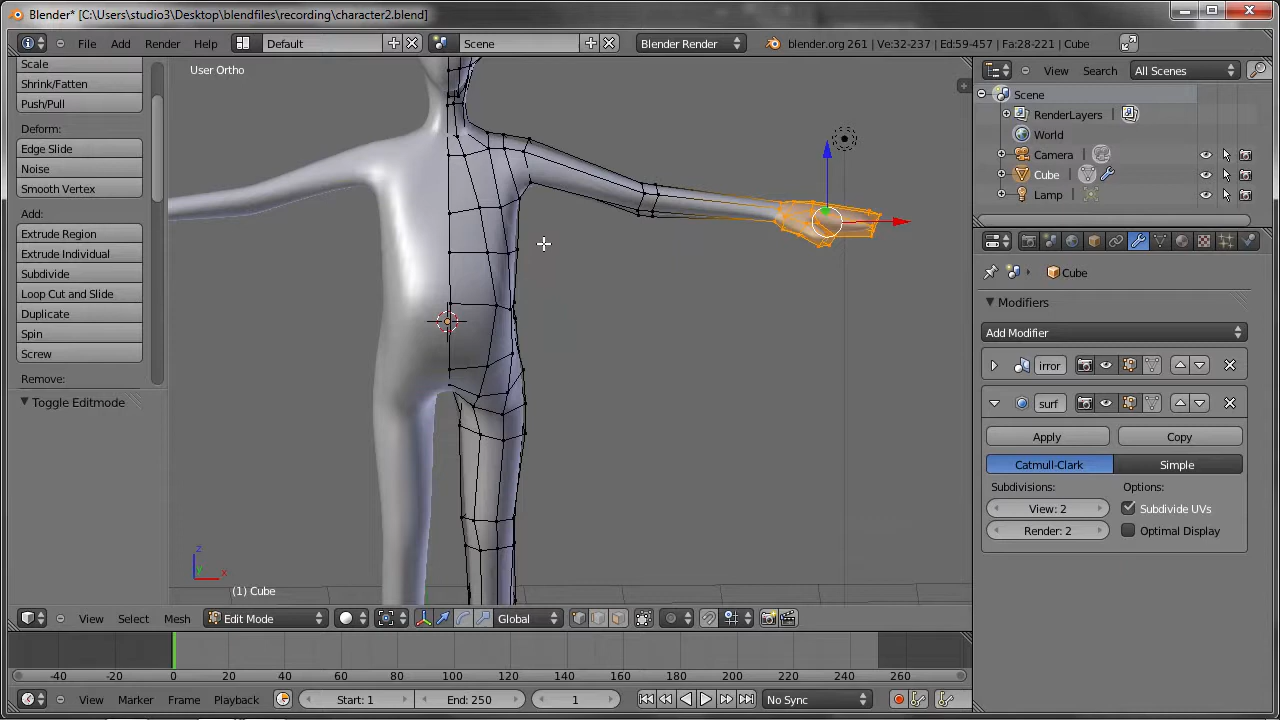 Blender* [C:\Users\studio3\Desktop\blendfiles\recording\character2.blend]
File Add Render Help Default Scene Blender Render blender.org 261 | Ve:32-237 | Ed:59-457 | Fa:28-221 | Cube
Scale
Shrink/Fatten
Push/Pull
Deform:
Edge Slide
Noise
Smooth Vertex
Add:
Extrude Region
Extrude Individual
Subdivide
Loop Cut and Slide
Duplicate
Spin
Screw
Remove:
Toggle Editmode
User Ortho
z
y
x
(1) Cube
View Select Mesh Edit Mode Global
-40 -20 0 20 40 60 80 100 120 140 160 180 200 220 240 260
View Marker Frame Playback Start: 1 End: 250 1 No Sync
View Search All Scenes
Scene
RenderLayers
World
Camera
Cube
Lamp
Cube
Modifiers
Add Modifier
irror
surf
Apply Copy
Catmull-Clark Simple
Subdivisions: Options:
View: 2 Subdivide UVs
Render: 2 Optimal Display